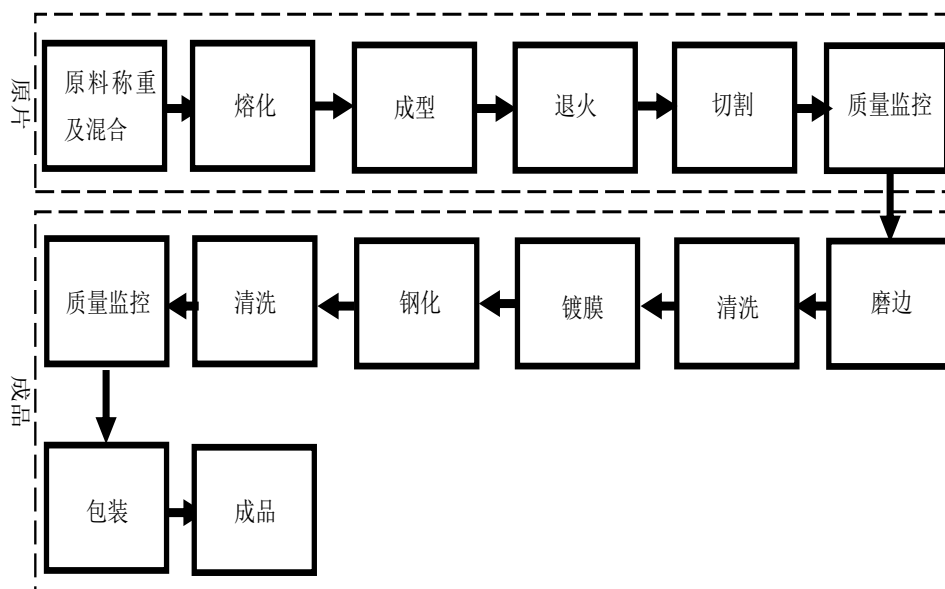 原片
原料称重
及混合
熔化
成型
退火
切割
质量监控
成品
磨边
清洗
镀膜
钢化
清洗
质量监控
包装
成品